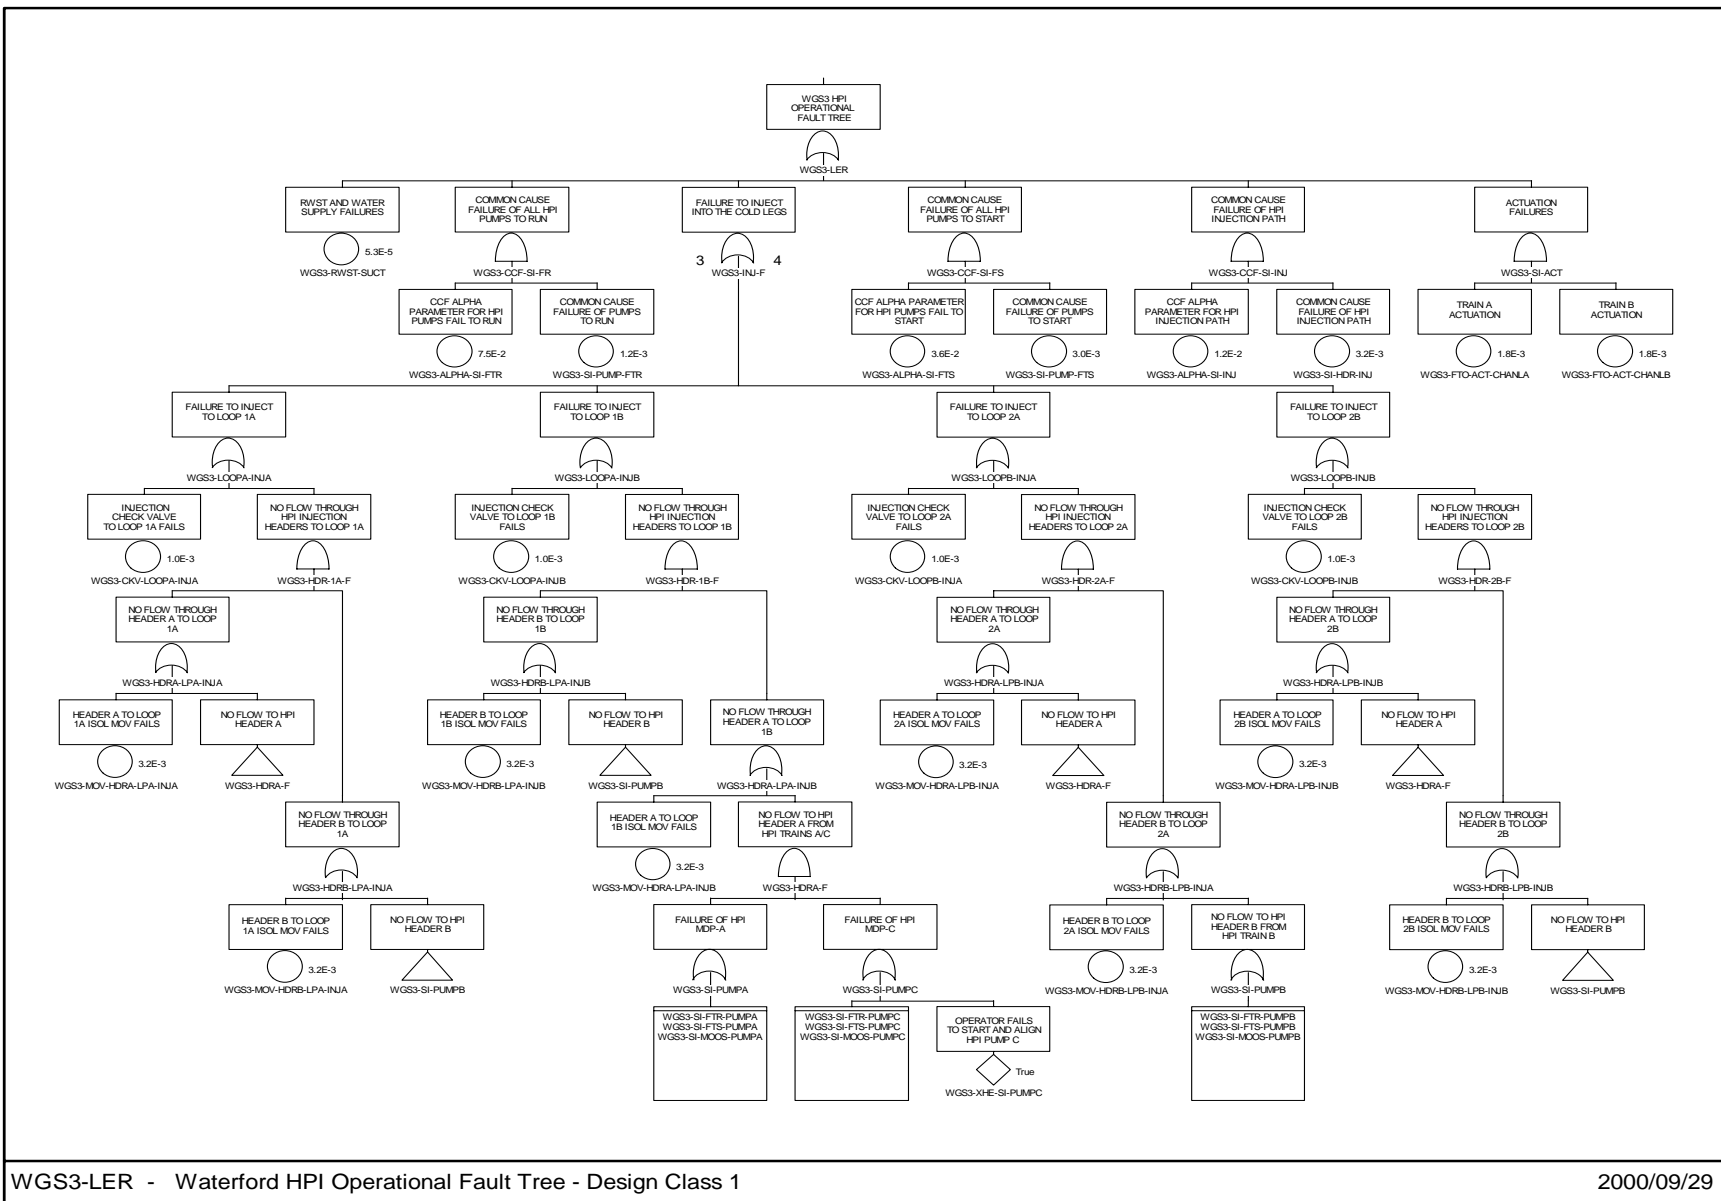 WGS3 HPI
OPERATIONAL
FAULT TREE
WGS3-LER
RWST AND WATER
SUPPLY FAILURES
5.3E-5
WGS3-RWST-SUCT
COMMON CAUSE
FAILURE OF ALL HPI
PUMPS TO RUN
WGS3-CCF-SI-FR
FAILURE TO INJECT
INTO THE COLD LEGS
3
4
WGS3-INJ-F
COMMON CAUSE
FAILURE OF ALL HPI
PUMPS TO START
WGS3-CCF-SI-FS
COMMON CAUSE
FAILURE OF HPI
INJECTION PATH
WGS3-CCF-SI-INJ
ACTUATION
FAILURES
WGS3-SI-ACT
CCF ALPHA
PARAMETER FOR HPI
PUMPS FAIL TO RUN
7.5E-2
WGS3-ALPHA-SI-FTR
COMMON CAUSE
FAILURE OF PUMPS
TO RUN
1.2E-3
WGS3-SI-PUMP-FTR
CCF ALPHA PARAMETER
FOR HPI PUMPS FAIL TO
START
3.6E-2
WGS3-ALPHA-SI-FTS
COMMON CAUSE
FAILURE OF PUMPS
TO START
3.0E-3
WGS3-SI-PUMP-FTS
CCF ALPHA
PARAMETER FOR HPI
INJECTION PATH
1.2E-2
WGS3-ALPHA-SI-INJ
COMMON CAUSE
FAILURE OF HPI
INJECTION PATH
3.2E-3
WGS3-SI-HDR-INJ
TRAIN A
ACTUATION
1.8E-3
WGS3-FTO-ACT-CHANLA
TRAIN B
ACTUATION
1.8E-3
WGS3-FTO-ACT-CHANLB
FAILURE TO INJECT
TO LOOP 1A
WGS3-LOOPA-INJA
FAILURE TO INJECT
TO LOOP 1B
WGS3-LOOPA-INJB
FAILURE TO INJECT
TO LOOP 2A
WGS3-LOOPB-INJA
FAILURE TO INJECT
TO LOOP 2B
WGS3-LOOPB-INJB
INJECTION
CHECK VALVE
TO LOOP 1A FAILS
1.0E-3
WGS3-CKV-LOOPA-INJA
NO FLOW THROUGH
HPI INJECTION
HEADERS TO LOOP 1A
WGS3-HDR-1A-F
INJECTION CHECK
VALVE TO LOOP 1B
FAILS
1.0E-3
WGS3-CKV-LOOPA-INJB
NO FLOW THROUGH
HPI INJECTION
HEADERS TO LOOP 1B
WGS3-HDR-1B-F
INJECTION CHECK
VALVE TO LOOP 2A
FAILS
1.0E-3
WGS3-CKV-LOOPB-INJA
NO FLOW THROUGH
HPI INJECTION
HEADERS TO LOOP 2A
WGS3-HDR-2A-F
INJECTION CHECK
VALVE TO LOOP 2B
FAILS
1.0E-3
WGS3-CKV-LOOPB-INJB
NO FLOW THROUGH
HPI INJECTION
HEADERS TO LOOP 2B
WGS3-HDR-2B-F
NO FLOW THROUGH
HEADER A TO LOOP
1A
WGS3-HDRA-LPA-INJA
NO FLOW THROUGH
HEADER B TO LOOP
1B
WGS3-HDRB-LPA-INJB
NO FLOW THROUGH
HEADER A TO LOOP
2A
WGS3-HDRA-LPB-INJA
NO FLOW THROUGH
HEADER A TO LOOP
2B
WGS3-HDRA-LPB-INJB
HEADER A TO LOOP
1A ISOL MOV FAILS
3.2E-3
WGS3-MOV-HDRA-LPA-INJA
NO FLOW TO HPI
HEADER A
WGS3-HDRA-F
HEADER B TO LOOP
1B ISOL MOV FAILS
3.2E-3
WGS3-MOV-HDRB-LPA-INJB
NO FLOW TO HPI
HEADER B
WGS3-SI-PUMPB
NO FLOW THROUGH
HEADER A TO LOOP
1B
WGS3-HDRA-LPA-INJB
HEADER A TO LOOP
2A ISOL MOV FAILS
3.2E-3
WGS3-MOV-HDRA-LPB-INJA
NO FLOW TO HPI
HEADER A
WGS3-HDRA-F
HEADER A TO LOOP
2B ISOL MOV FAILS
3.2E-3
WGS3-MOV-HDRA-LPB-INJB
NO FLOW TO HPI
HEADER A
WGS3-HDRA-F
NO FLOW THROUGH
HEADER B TO LOOP
1A
WGS3-HDRB-LPA-INJA
HEADER A TO LOOP
1B ISOL MOV FAILS
3.2E-3
WGS3-MOV-HDRA-LPA-INJB
NO FLOW TO HPI
HEADER A FROM
HPI TRAINS A/C
WGS3-HDRA-F
NO FLOW THROUGH
HEADER B TO LOOP
2A
WGS3-HDRB-LPB-INJA
NO FLOW THROUGH
HEADER B TO LOOP
2B
WGS3-HDRB-LPB-INJB
HEADER B TO LOOP
1A ISOL MOV FAILS
3.2E-3
WGS3-MOV-HDRB-LPA-INJA
NO FLOW TO HPI
HEADER B
WGS3-SI-PUMPB
FAILURE OF HPI
MDP-A
WGS3-SI-PUMPA
FAILURE OF HPI
MDP-C
WGS3-SI-PUMPC
HEADER B TO LOOP
2A ISOL MOV FAILS
3.2E-3
WGS3-MOV-HDRB-LPB-INJA
NO FLOW TO HPI
HEADER B FROM
HPI TRAIN B
WGS3-SI-PUMPB
HEADER B TO LOOP
2B ISOL MOV FAILS
3.2E-3
WGS3-MOV-HDRB-LPB-INJB
NO FLOW TO HPI
HEADER B
WGS3-SI-PUMPB
WGS3-SI-FTR-PUMPA
WGS3-SI-FTS-PUMPA
WGS3-SI-MOOS-PUMPA
WGS3-SI-FTR-PUMPC
WGS3-SI-FTS-PUMPC
WGS3-SI-MOOS-PUMPC
OPERATOR FAILS
TO START AND ALIGN
HPI PUMP C
True
WGS3-XHE-SI-PUMPC
WGS3-SI-FTR-PUMPB
WGS3-SI-FTS-PUMPB
WGS3-SI-MOOS-PUMPB
WGS3-LER - Waterford HPI Operational Fault Tree - Design Class 1
2000/09/29